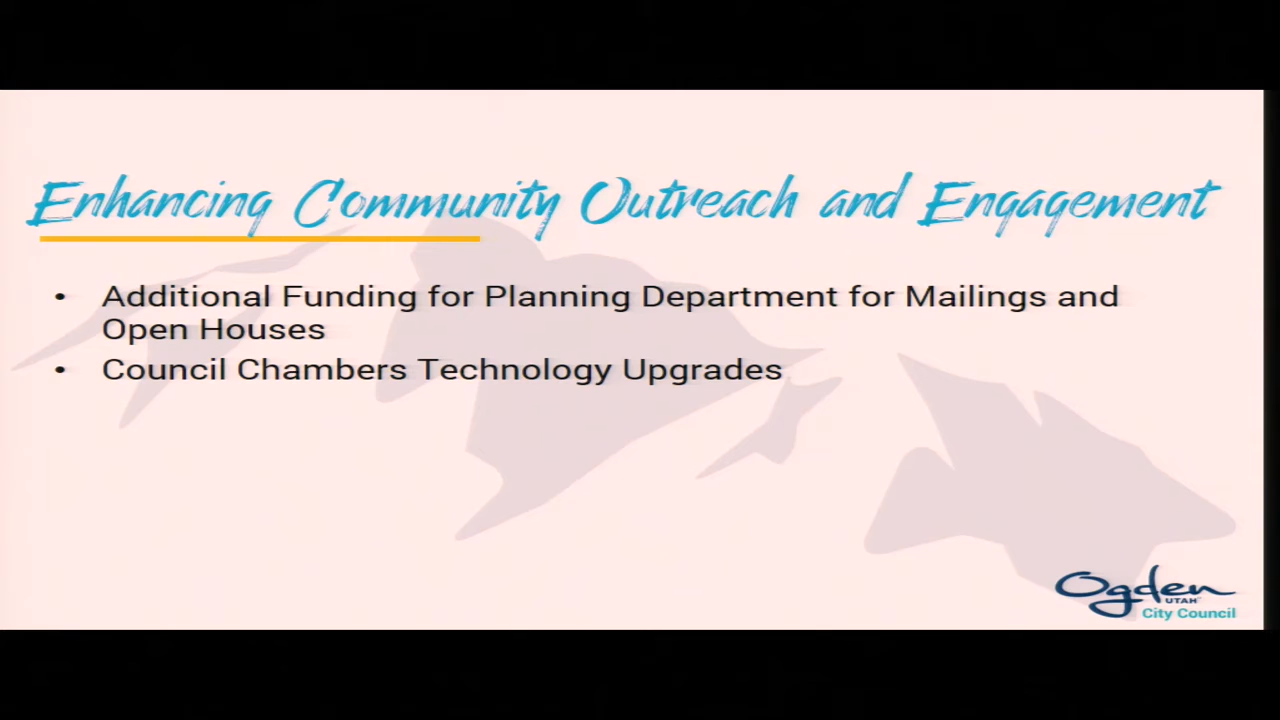 Enhancing Community Outreach and Engagement
• Additional Funding for Planning Department for Mailings and
Open Houses
• Council Chambers Technology Upgrades
Ogden
UTAH
City Council